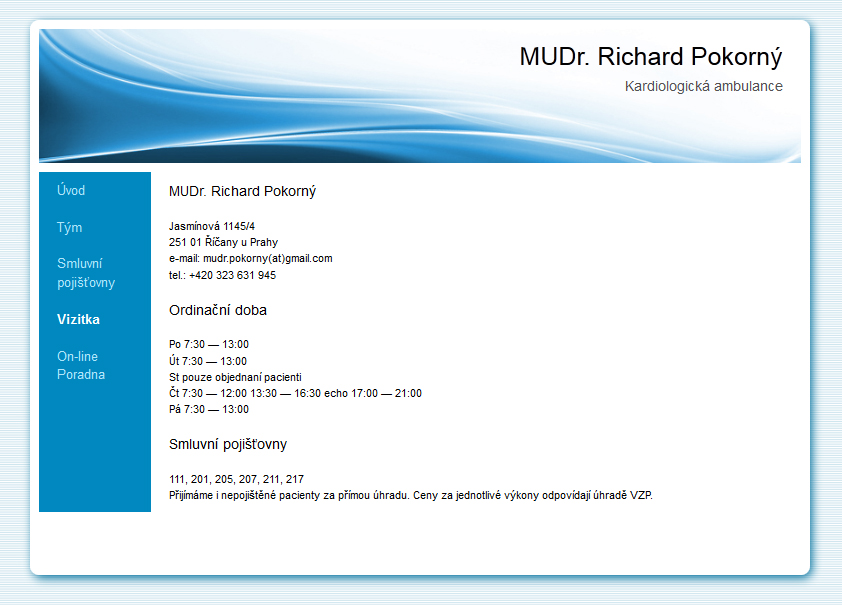 MUDr. Richard Pokorný
Kardiologická ambulance
Úvod
Tým
Smluvní
pojišťovny
Vizitka
On-line
Poradna
MUDr. Richard Pokorný
Jasmínová 1145/4
251 01 Říčany u Prahy
e-mail: mudr.pokorny(at)gmail.com
tel.: +420 323 631 945
Ordinační doba
Po 7:30 — 13:00
Út 7:30 — 13:00
St pouze objednaní pacienti
Čt 7:30 — 12:00 13:30 — 16:30 echo 17:00 — 21:00
Pá 7:30 — 13:00
Smluvní pojišťovny
111, 201, 205, 207, 211, 217
Přijímáme i nepojištěné pacienty za přímou úhradu. Ceny za jednotlivé výkony odpovídají úhradě VZP.